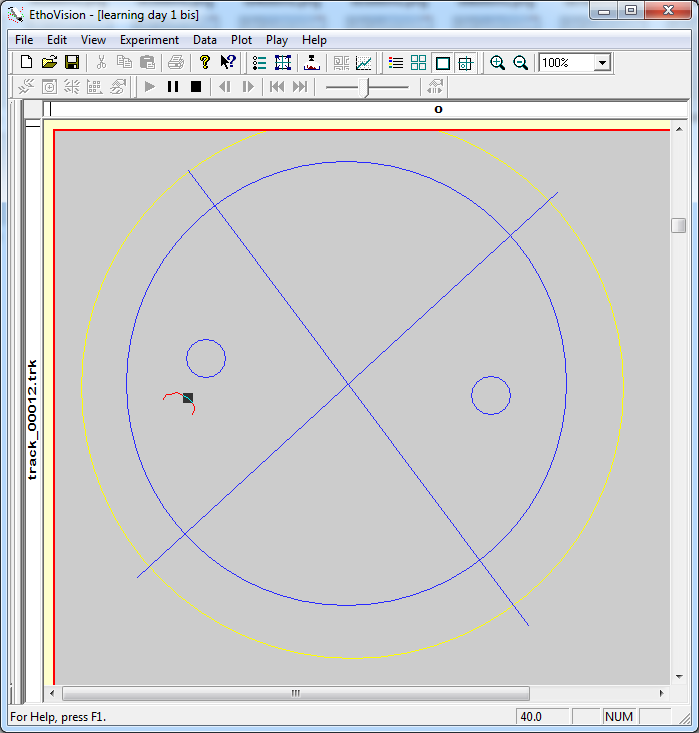 EthoVision - [learning day 1 bis]
File Edit View Experiment Data Plot Play Help
100%
0
track_00012.trk
For Help, press F1.
40.0
NUM